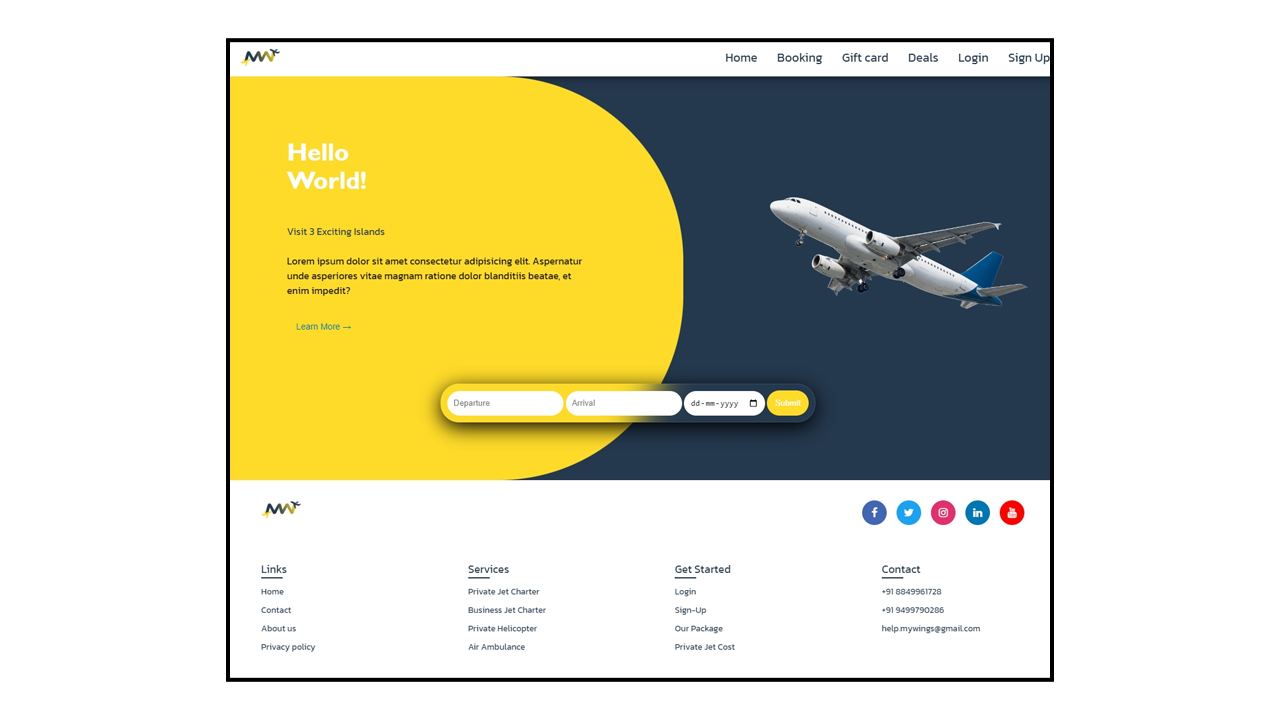 MW
Home Booking Gift card Deals Login Sign Up
Hello
World!
Visit 3 Exciting Islands
Lorem ipsum dolor sit amet consectetur adipisicing elit. Aspernatur
unde asperiores vitae magnam ratione dolor blanditiis beatae, et
enim impedit?
Learn More →
Departure Arrival dd-mm-yyyy Submit
MW
Links
Home
Contact
About us
Privacy policy
Services
Private Jet Charter
Business Jet Charter
Private Helicopter
Air Ambulance
Get Started
Login
Sign-Up
Our Package
Private Jet Cost
Contact
+91 8849961728
+91 9499790286
help.mywings@gmail.com